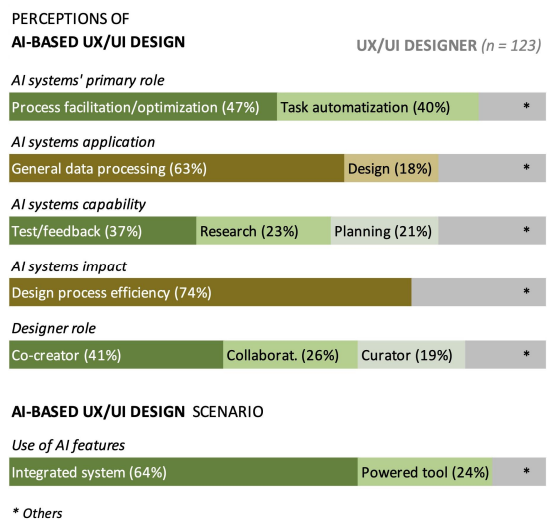 PERCEPTIONS OF
AI-BASED UX/UI DESIGN
UX/UI DESIGNER (n = 123)
AI systems' primary role
Process facilitation/optimization (47%) Task automatization (40%) *
AI systems application
General data processing (63%) Design (18%) *
AI systems capability
Test/feedback (37%) Research (23%) Planning (21%) *
AI systems impact
Design process efficiency (74%) *
Designer role
Co-creator (41%) Collaborat. (26%) Curator (19%) *
AI-BASED UX/UI DESIGN SCENARIO
Use of AI features
Integrated system (64%) Powered tool (24%) *
* Others